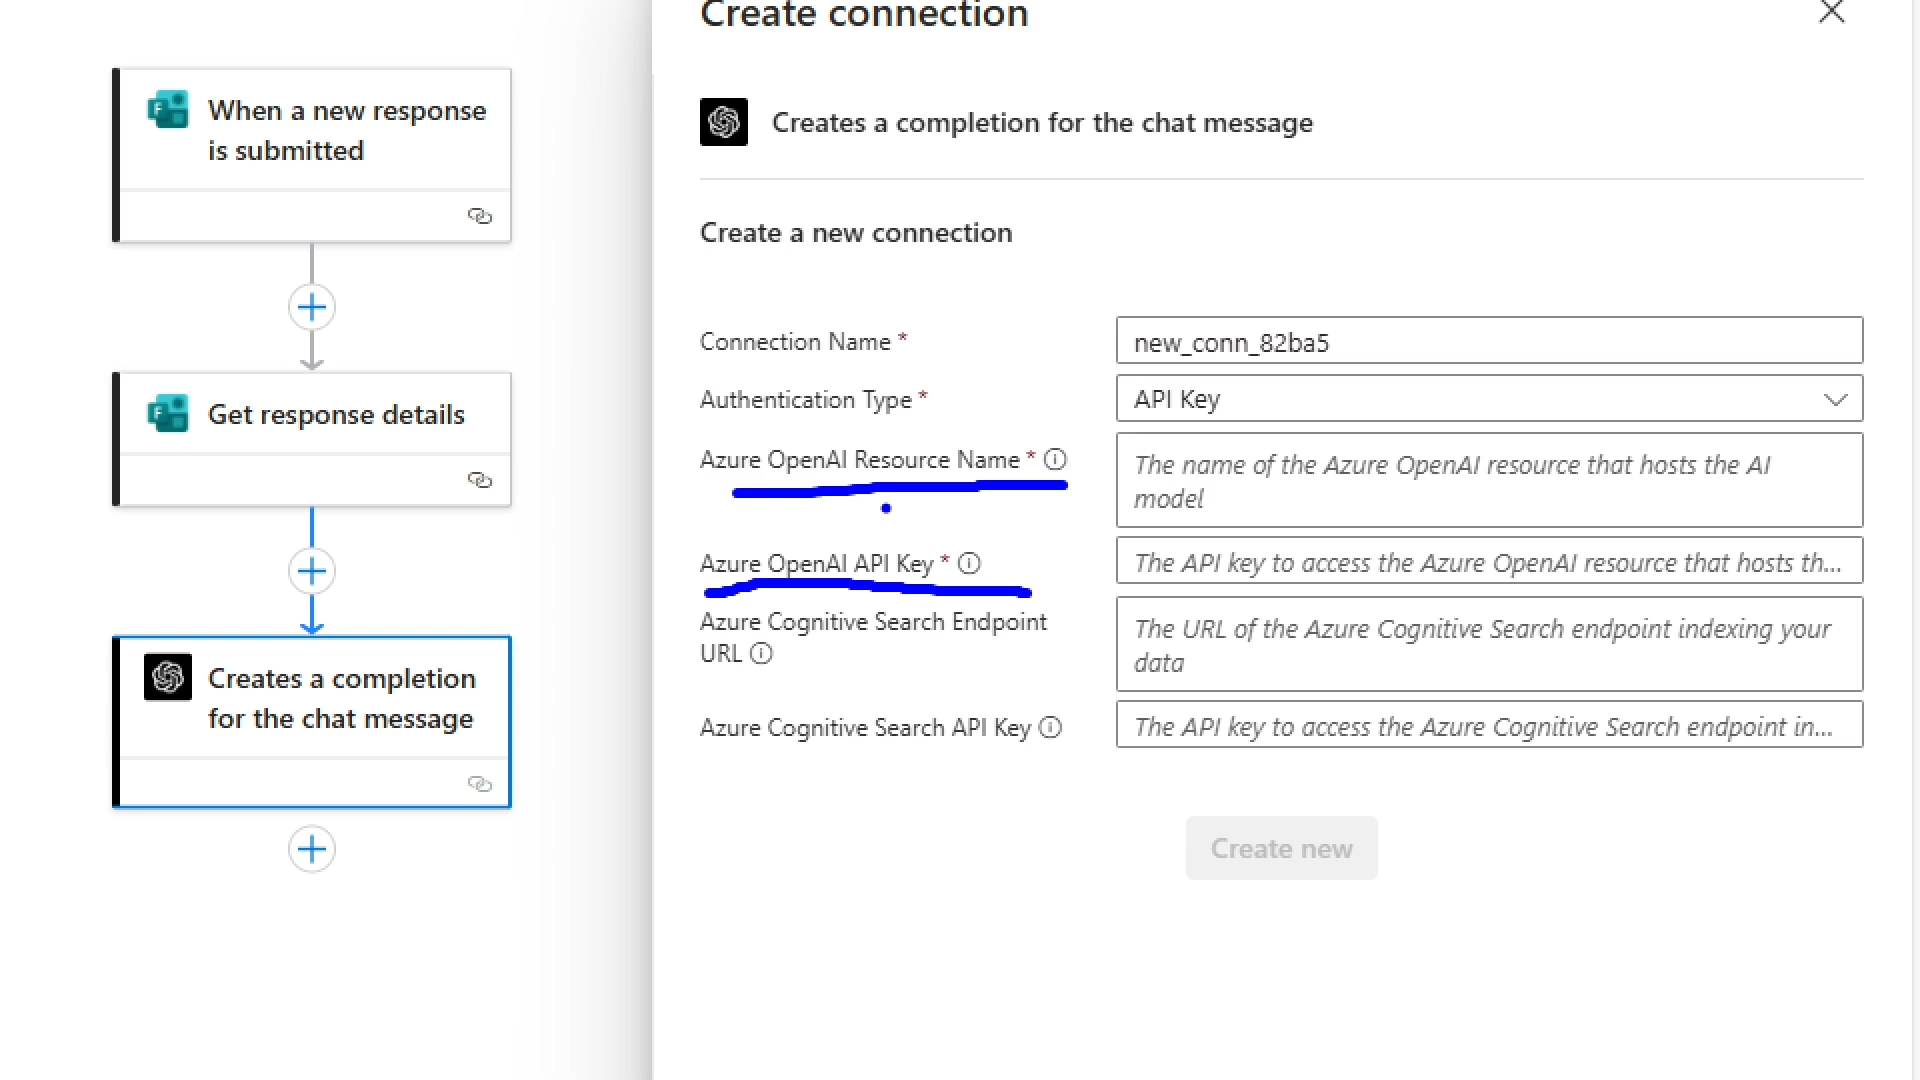 Create connection
When a new response
is submitted
Get response details
Creates a completion
for the chat message
Creates a completion for the chat message
Create a new connection
Connection Name *
new_conn_82ba5
Authentication Type *
API Key
Azure OpenAI Resource Name *
The name of the Azure OpenAI resource that hosts the AI
model
Azure OpenAI API Key *
The API key to access the Azure OpenAI resource that hosts th...
Azure Cognitive Search Endpoint
URL
The URL of the Azure Cognitive Search endpoint indexing your
data
Azure Cognitive Search API Key
The API key to access the Azure Cognitive Search endpoint in...
Create new